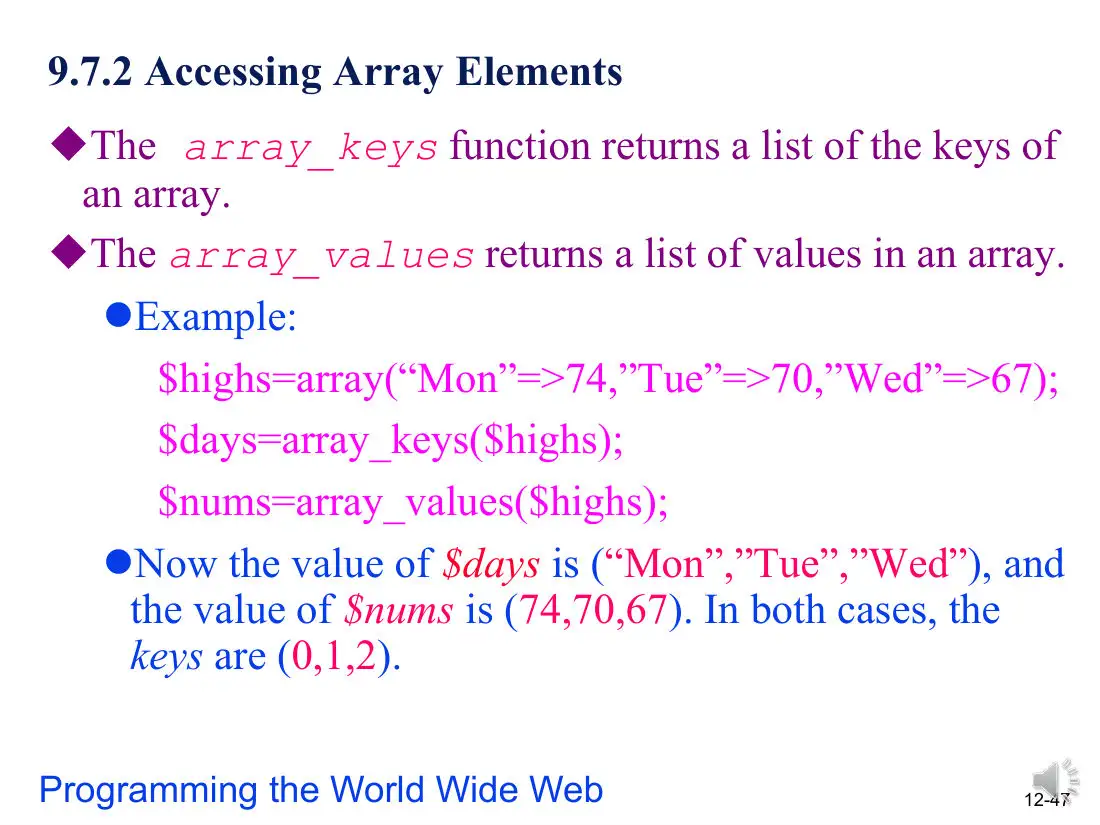 9.7.2 Accessing Array Elements
◆The array_keys function returns a list of the keys of
an array.
◆The array_values returns a list of values in an array.
●Example:
$highs=array(“Mon”=>74,”Tue”=>70,”Wed”=>67);
$days=array_keys($highs);
$nums=array_values($highs);
●Now the value of $days is (“Mon”,”Tue”,”Wed”), and
the value of $nums is (74,70,67). In both cases, the
keys are (0,1,2).
Programming the World Wide Web
12-47